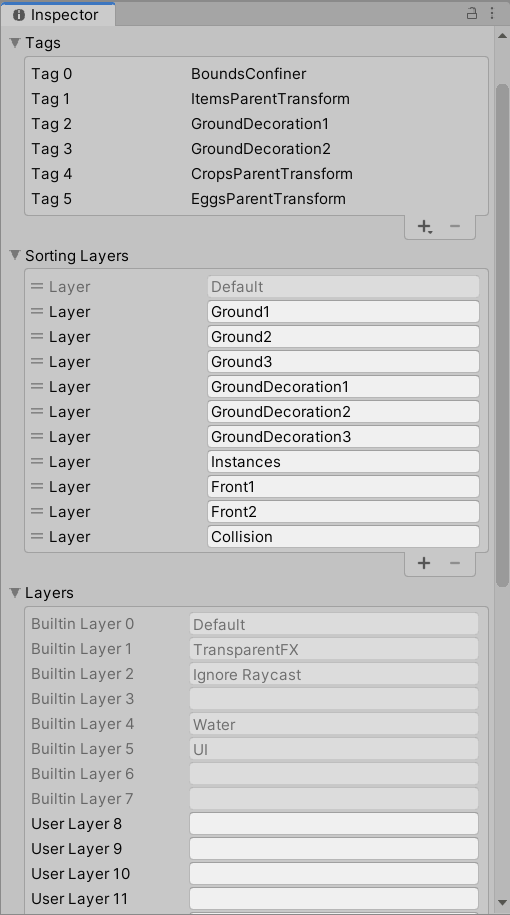 Inspector
Tags
Tag 0 BoundsConfiner
Tag 1 ItemsParentTransform
Tag 2 GroundDecoration1
Tag 3 GroundDecoration2
Tag 4 CropsParentTransform
Tag 5 EggsParentTransform
Sorting Layers
Layer Default
Layer Ground1
Layer Ground2
Layer Ground3
Layer GroundDecoration1
Layer GroundDecoration2
Layer GroundDecoration3
Layer Instances
Layer Front1
Layer Front2
Layer Collision
Layers
Builtin Layer 0 Default
Builtin Layer 1 TransparentFX
Builtin Layer 2 Ignore Raycast
Builtin Layer 3
Builtin Layer 4 Water
Builtin Layer 5 UI
Builtin Layer 6
Builtin Layer 7
User Layer 8
User Layer 9
User Layer 10
User Layer 11